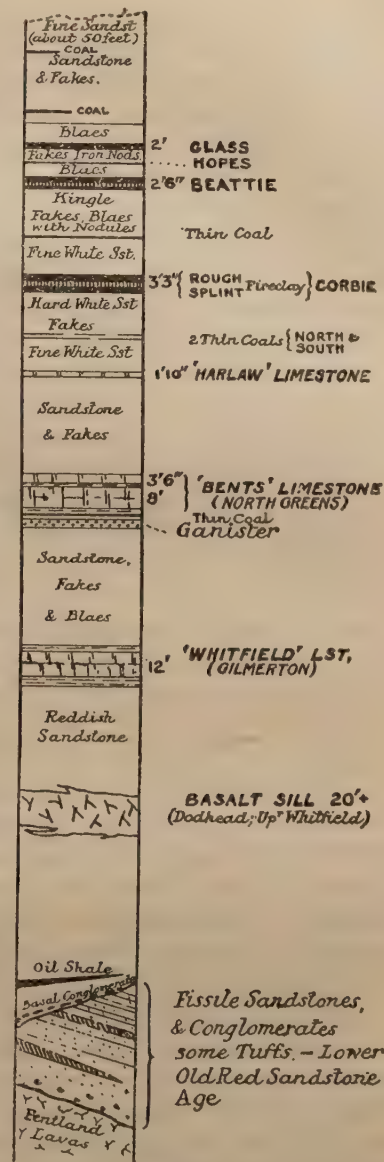 Fine Sandst
(about 50 feet)
COAL
Sandstone
& Fakes.
COAL
Blaes
2' GLASS
Fakes Iron Nods.
HOPES
Blaes
2'6" BEATTIE
Kingle
Fakes, Blaes
with Nodules
Thin Coal
Fine White Sst.
3'3" { ROUGH SPLINT Fireclay } CORBIE
Hard White Sst
Fakes
2 Thin Coals { NORTH & SOUTH
Fine White Sst
1'10" 'HARLAW' LIMESTONE
Sandstone
& Fakes
3'6"
8' } 'BENTS' LIMESTONE
(NORTH GREENS)
Thin Coal
Ganister
Sandstone,
Fakes
& Blaes
12' 'WHITFIELD' LST,
(GILMERTON)
Reddish
Sandstone
BASALT SILL 20'+
(Dodhead; Upr Whitfield)
Oil Shale
Basal Conglomerate
Fissile Sandstones,
& Conglomerates
some Tuffs. – Lower
Old Red Sandstone
Age
Pentland
Lavas